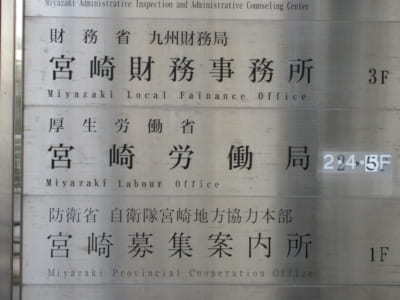 Miyazaki Administrative Inspection and Administrative Counseling Center
財務省 九州財務局
宮崎財務事務所 3F
Miyazaki Local Fainance Office
厚生労働省
宮崎労働局 2・4・5F
Miyazaki Labour Office
防衛省 自衛隊宮崎地方協力本部
宮崎募集案内所 1F
Miyazaki Provincial Cooperation Office